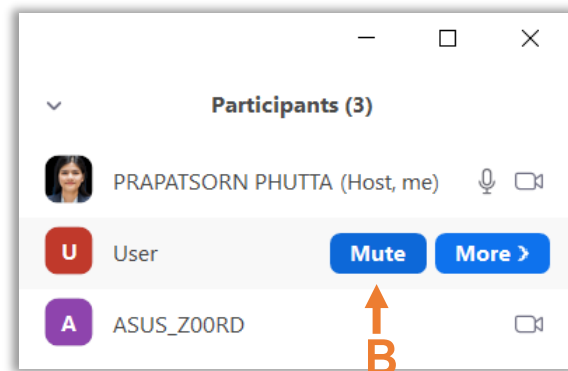 Participants (3)
PRAPATSORN PHUTTA (Host, me)
U User Mute More
A ASUS_Z00RD
B